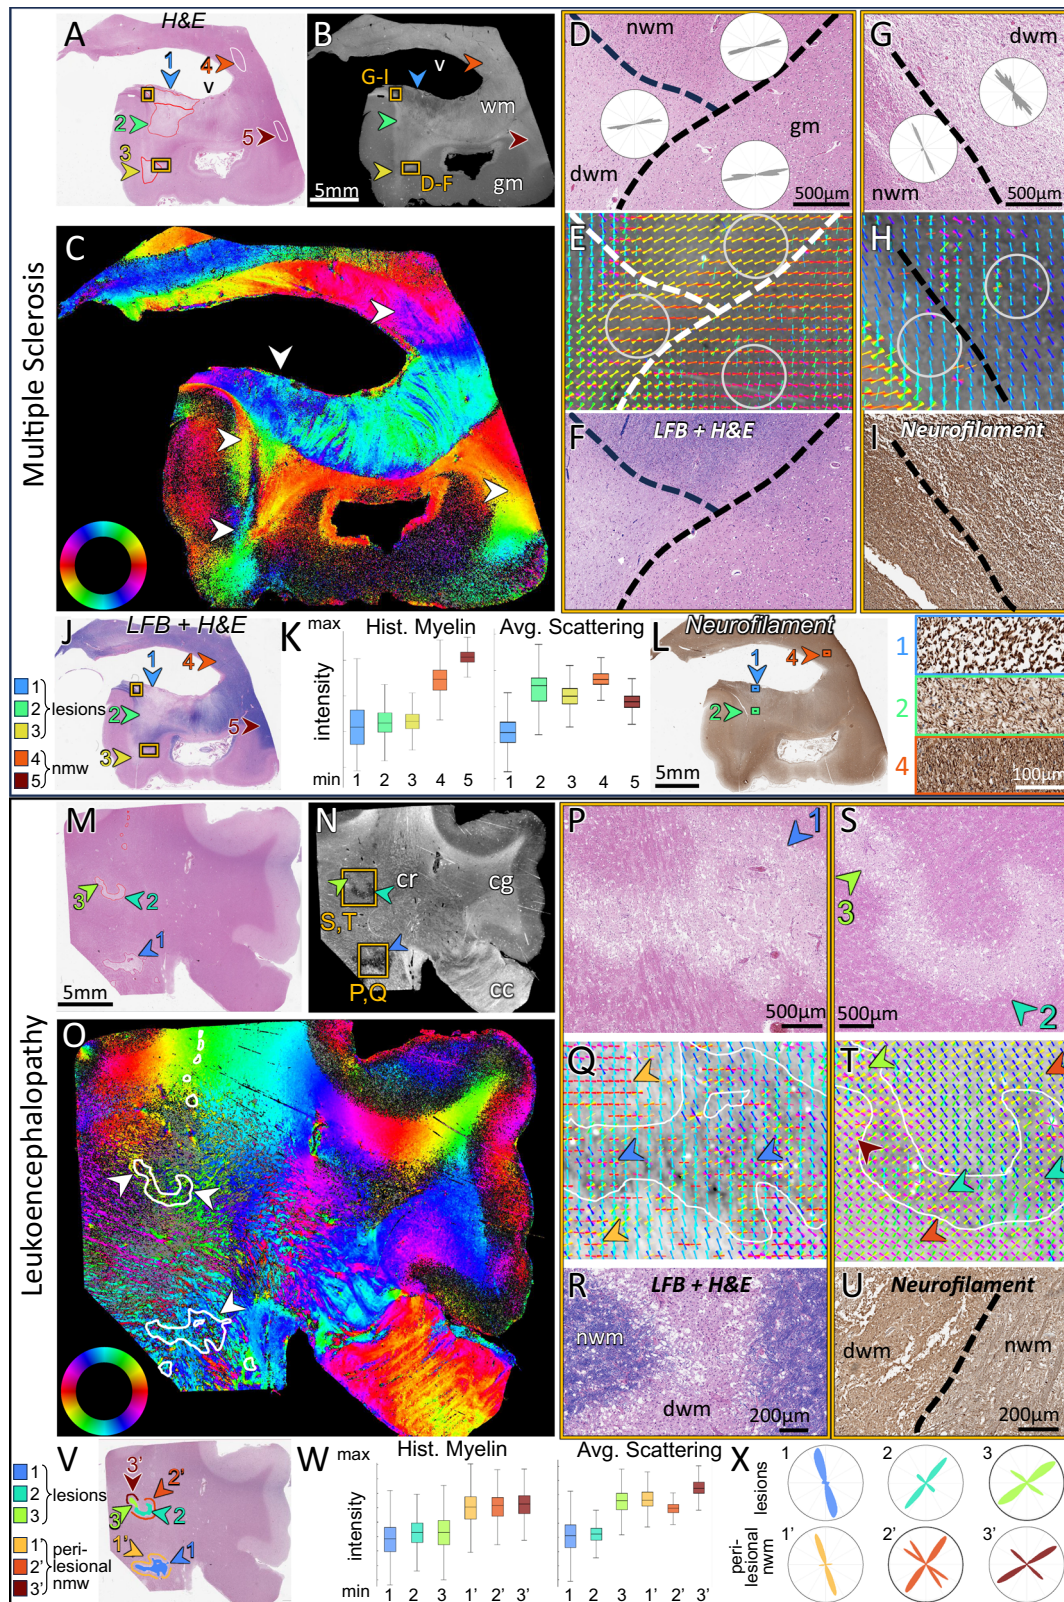 Multiple Sclerosis
A
H&E
1
4
v
2
3
5
B
v
G-I
wm
D-F
gm
5mm
C
D
nwm
gm
dwm
500μm
E
F
LFB + H&E
G
dwm
nwm
500μm
H
I
Neurofilament
J
LFB + H&E
1
4
2
3
5
1
2
3
lesions
4
5
nmw
K
max
Hist. Myelin
Avg. Scattering
intensity
min
1 2 3 4 5
1 2 3 4 5
L
Neurofilament
4
1
2
5mm
1
2
4
100μm
Leukoencephalopathy
M
3
2
1
5mm
N
cr
cg
S,T
P,Q
cc
O
P
1
500μm
Q
R
LFB + H&E
nwm
dwm
200μm
S
3
2
500μm
T
U
Neurofilament
dwm
nwm
200μm
V
3'
2'
3
2
1'
1
1
2
3
lesions
1'
2'
3'
peri-
lesional
nmw
W
max
Hist. Myelin
Avg. Scattering
intensity
min
1 2 3 1' 2' 3'
1 2 3 1' 2' 3'
X
lesions
1
2
3
peri-
lesional
nwm
1'
2'
3'